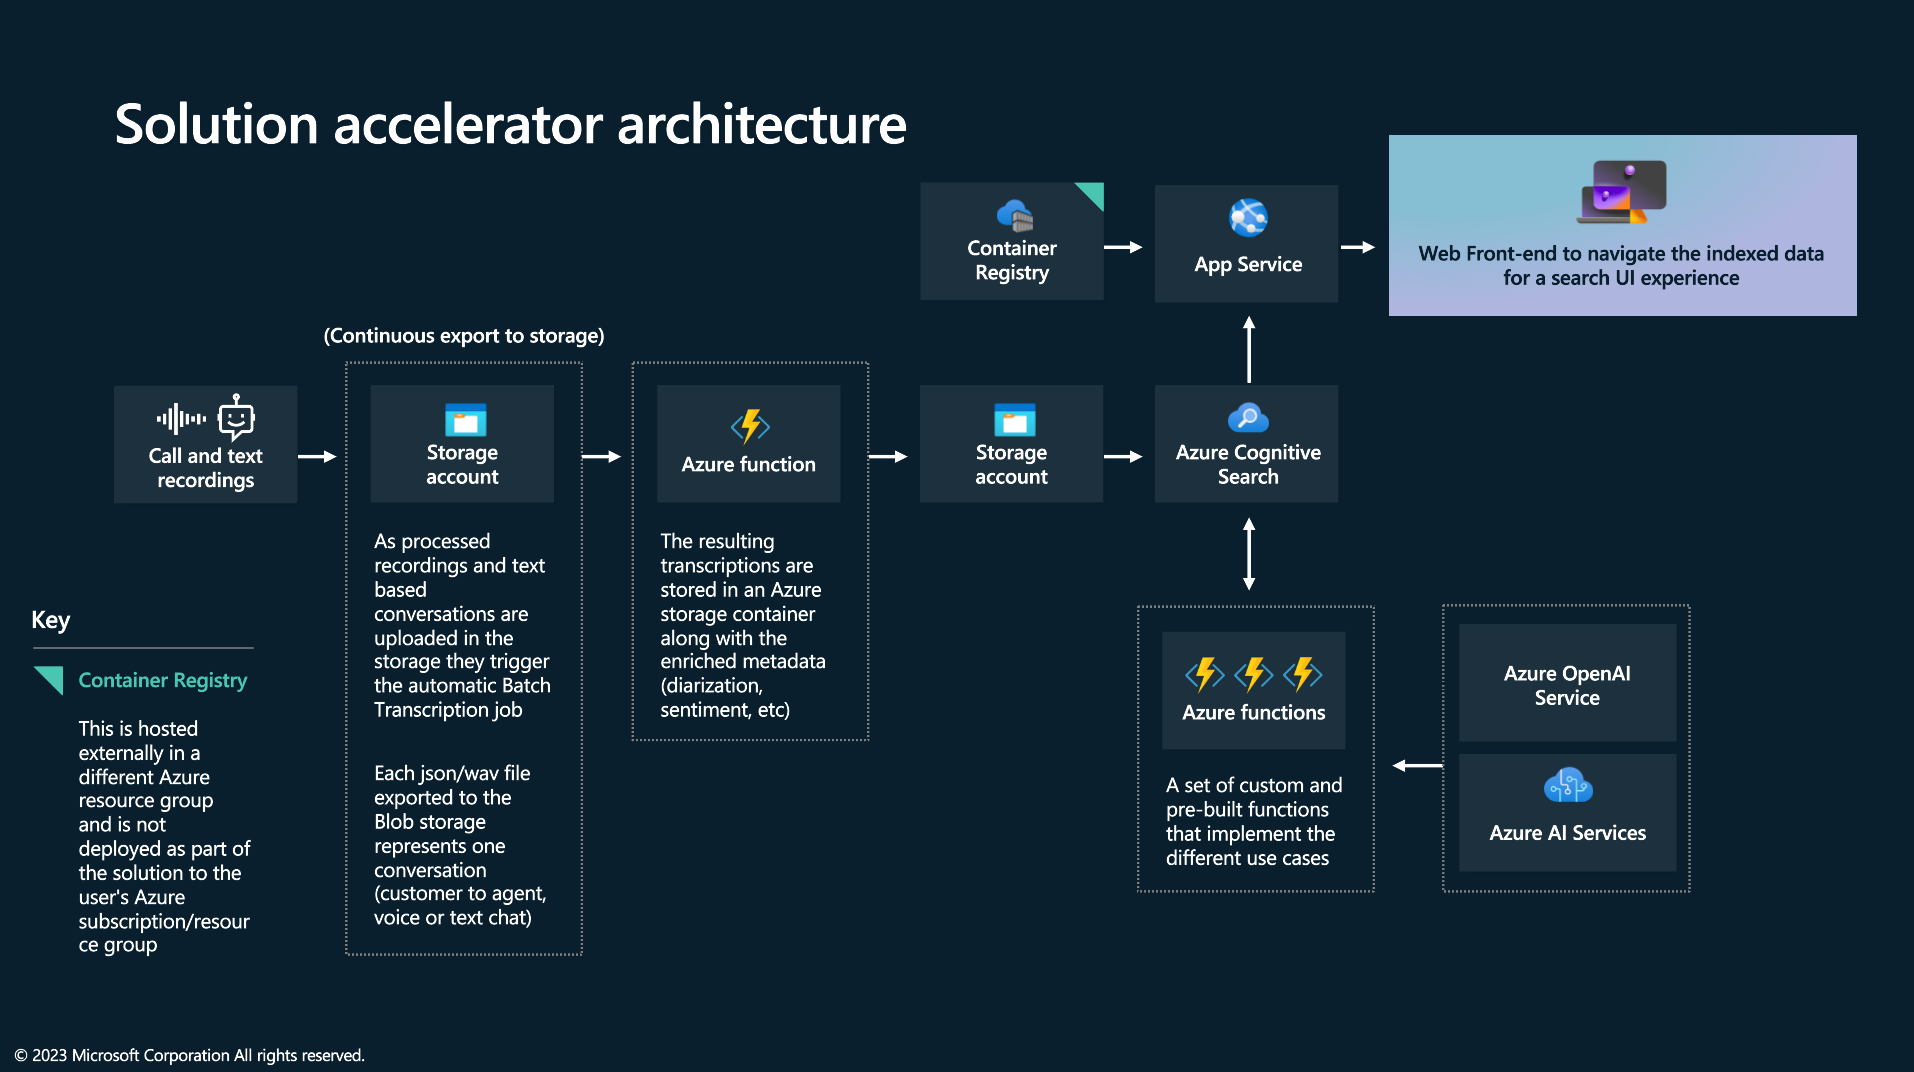 Solution accelerator architecture
Container
Registry
App Service
Web Front-end to navigate the indexed data
for a search UI experience
(Continuous export to storage)
Call and text
recordings
Storage
account
Azure function
Storage
account
Azure Cognitive
Search
As processed
recordings and text
based
conversations are
uploaded in the
storage they trigger
the automatic Batch
Transcription job
Each json/wav file
exported to the
Blob storage
represents one
conversation
(customer to agent,
voice or text chat)
The resulting
transcriptions are
stored in an Azure
storage container
along with the
enriched metadata
(diarization,
sentiment, etc)
Azure functions
A set of custom and
pre-built functions
that implement the
different use cases
Azure OpenAI
Service
Azure AI Services
Key
Container Registry
This is hosted
externally in a
different Azure
resource group
and is not
deployed as part of
the solution to the
user's Azure
subscription/resour
ce group
© 2023 Microsoft Corporation All rights reserved.